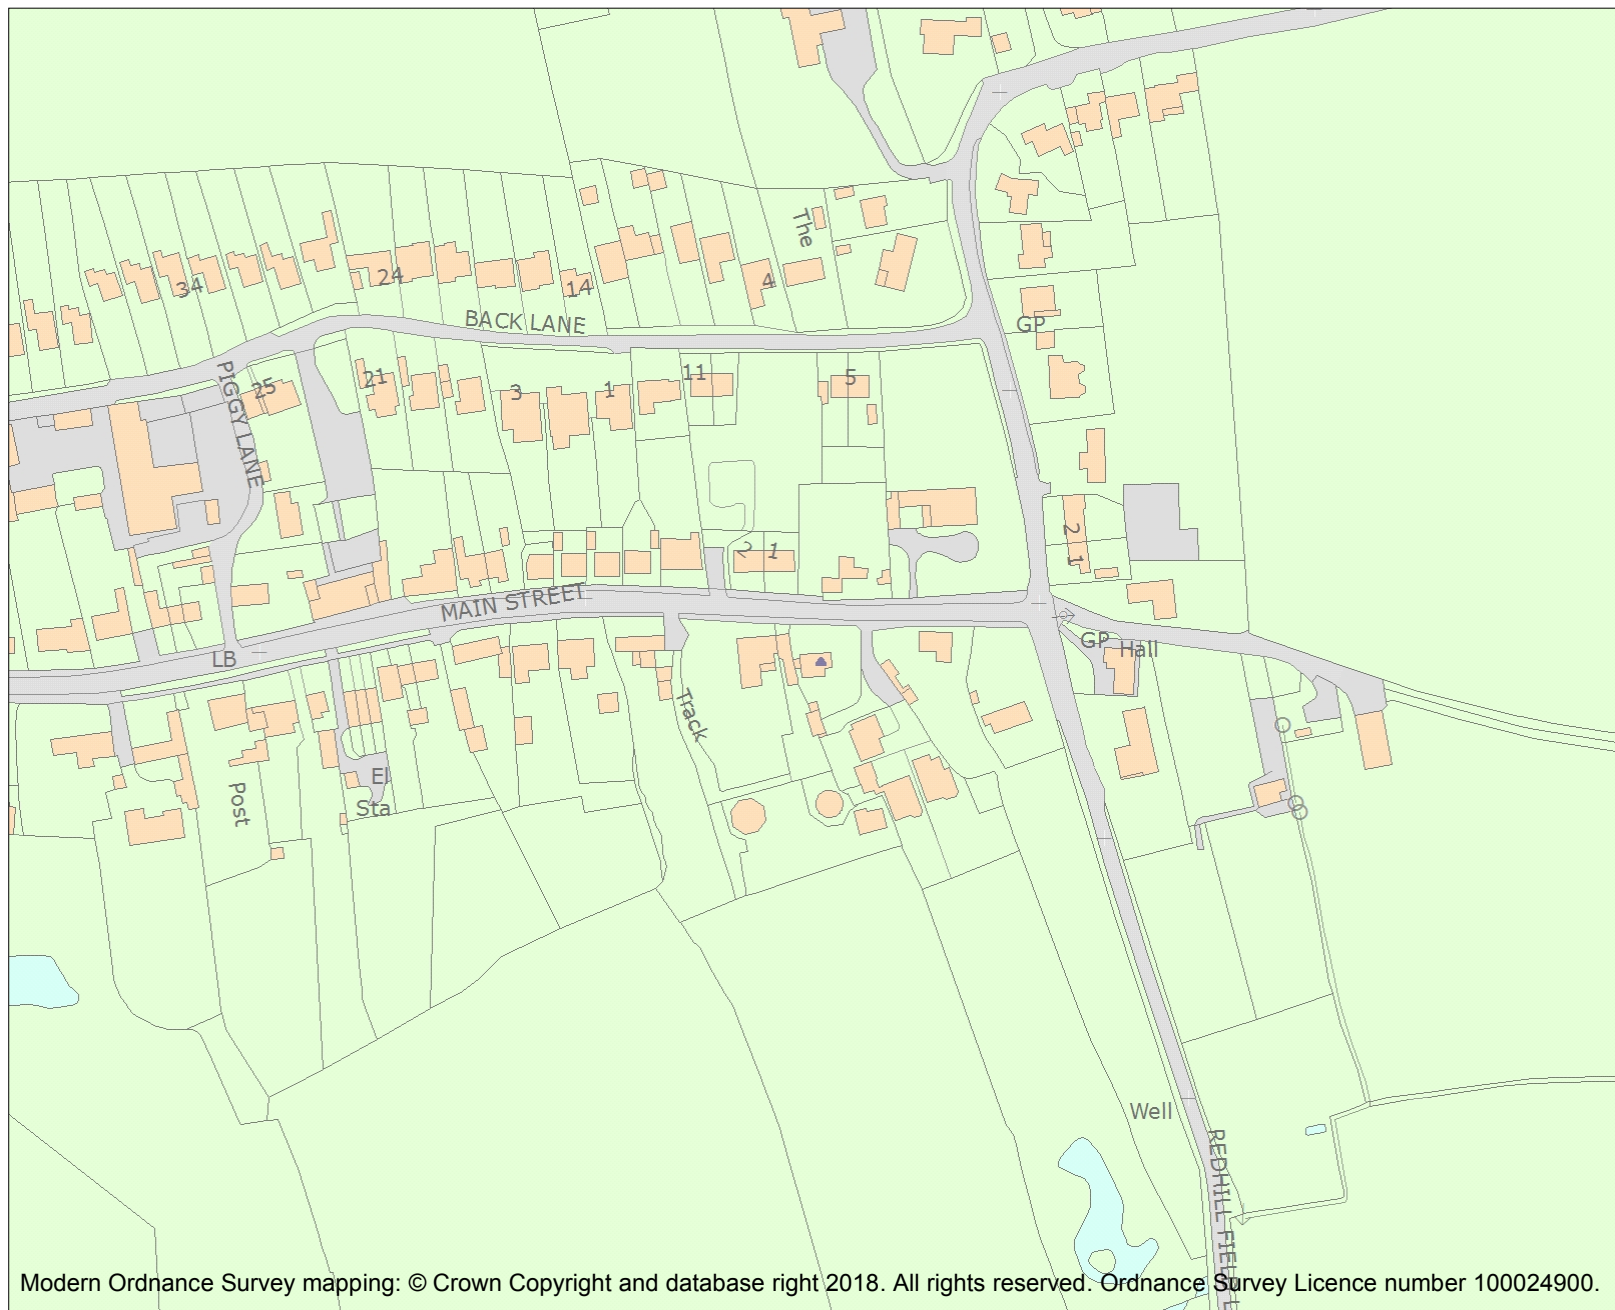 The
34
24
14
4
BACK LANE
GP
PIGGY LANE
25
21
3
1
11
5
2 1
2
1
MAIN STREET
LB
GP
Hall
Track
Post
El
Sta
Well
REDHILL FIELD L
Modern Ordnance Survey mapping: © Crown Copyright and database right 2018. All rights reserved. Ordnance Survey Licence number 100024900.